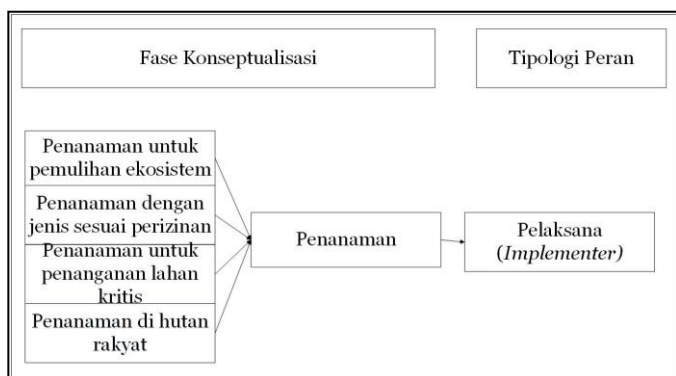 Fase Konseptualisasi
Tipologi Peran
Penanaman untuk
pemulihan ekosistem
Penanaman dengan
jenis sesuai perizinan
Penanaman untuk
penanganan lahan
kritis
Penanaman di hutan
rakyat
Penanaman
Pelaksana
(Implementer)